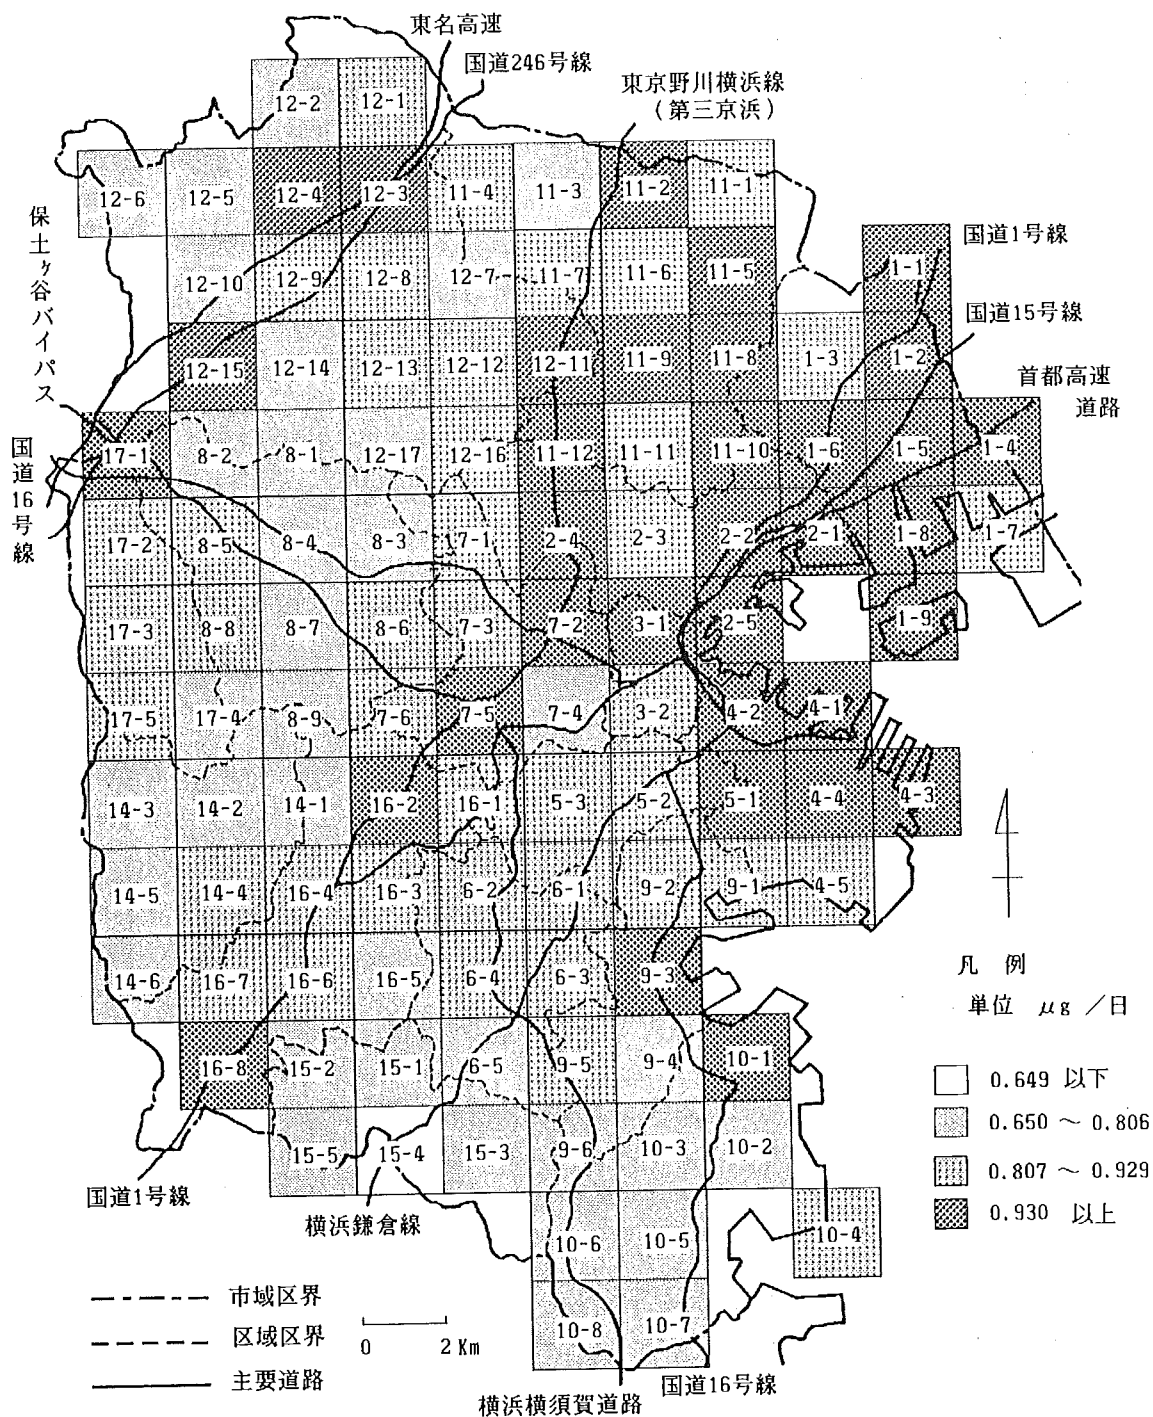 東名高速
国道246号線
東京野川横浜線
(第三京浜)
12-2 12-1
12-6 12-5 12-4 12-3 11-4 11-3 11-2 11-1
保土ヶ谷バイパス
国道1号線
12-10 12-9 12-8 12-7 11-7 11-6 11-5 1-1
国道15号線
12-15 12-14 12-13 12-12 12-11 11-9 11-8 1-3 1-2
首都高速
道路
国道16号線
17-1 8-2 8-1 12-17 12-16 11-12 11-11 11-10 1-6 1-5 1-4
17-2 8-5 8-4 8-3 7-1 2-4 2-3 2-2 2-1 1-8 1-7
17-3 8-8 8-7 8-6 7-3 7-2 3-1 2-5 1-9
17-5 17-4 8-9 7-6 7-5 7-4 3-2 4-2 4-1
14-3 14-2 14-1 16-2 16-1 5-3 5-2 5-1 4-4 4-3
14-5 14-4 16-4 16-3 6-2 6-1 9-2 9-1 4-5
14-6 16-7 16-6 16-5 6-4 6-3 9-3
16-8 15-2 15-1 6-5 9-5 9-4 10-1
15-5 15-4 15-3 9-6 10-3 10-2
10-6 10-5 10-4
10-8 10-7
国道1号線
横浜鎌倉線
横浜横須賀道路
国道16号線
凡 例
単位 μg /日
0.649 以下
0.650 ～ 0.806
0.807 ～ 0.929
0.930 以上
市域区界
区域区界
主要道路
0 2 Km